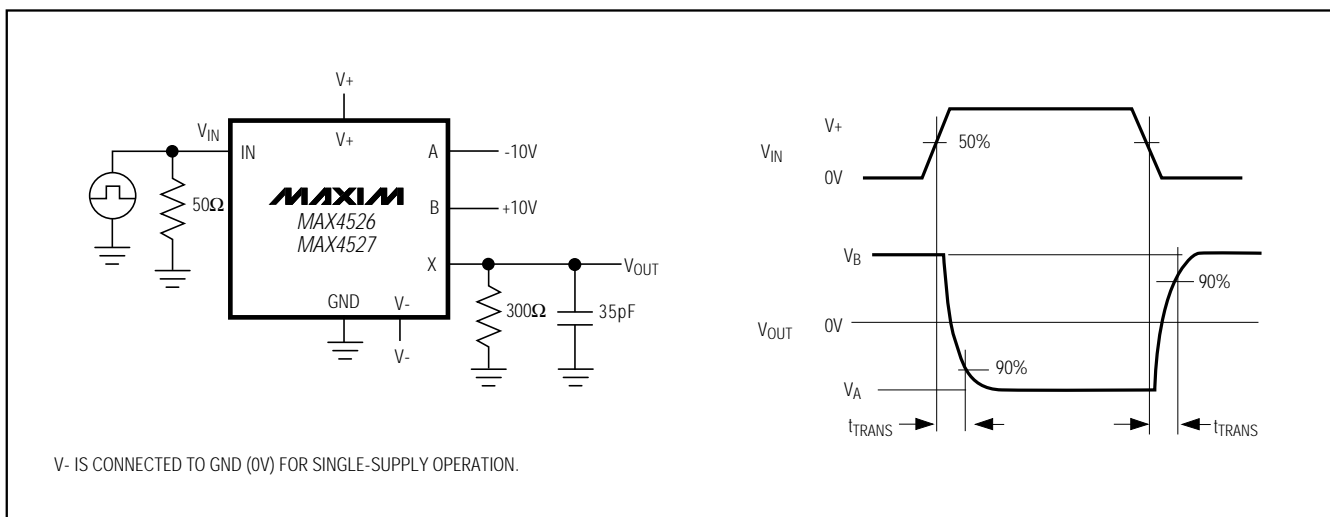 V+
V+
VIN
IN
50Ω
MAXIM
MAX4526
MAX4527
A
-10V
B
+10V
X
VOUT
GND
V-
V-
300Ω
35pF
V- IS CONNECTED TO GND (0V) FOR SINGLE-SUPPLY OPERATION.
VIN
V+
0V
50%
VB
VOUT
0V
VA
90%
90%
tTRANS
tTRANS